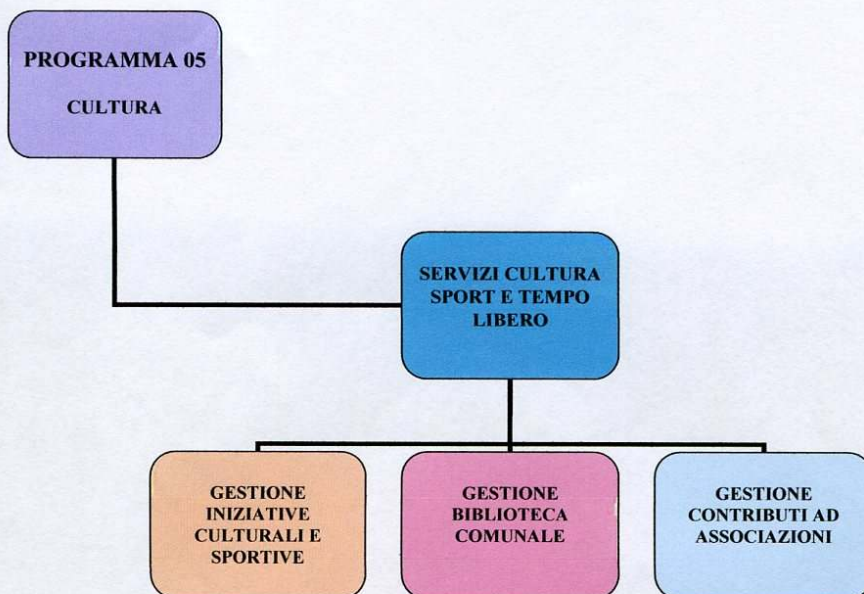 PROGRAMMA 05
CULTURA
SERVIZI CULTURA
SPORT E TEMPO
LIBERO
GESTIONE
INIZIATIVE
CULTURALI E
SPORTIVE
GESTIONE
BIBLIOTECA
COMUNALE
GESTIONE
CONTRIBUTI AD
ASSOCIAZIONI